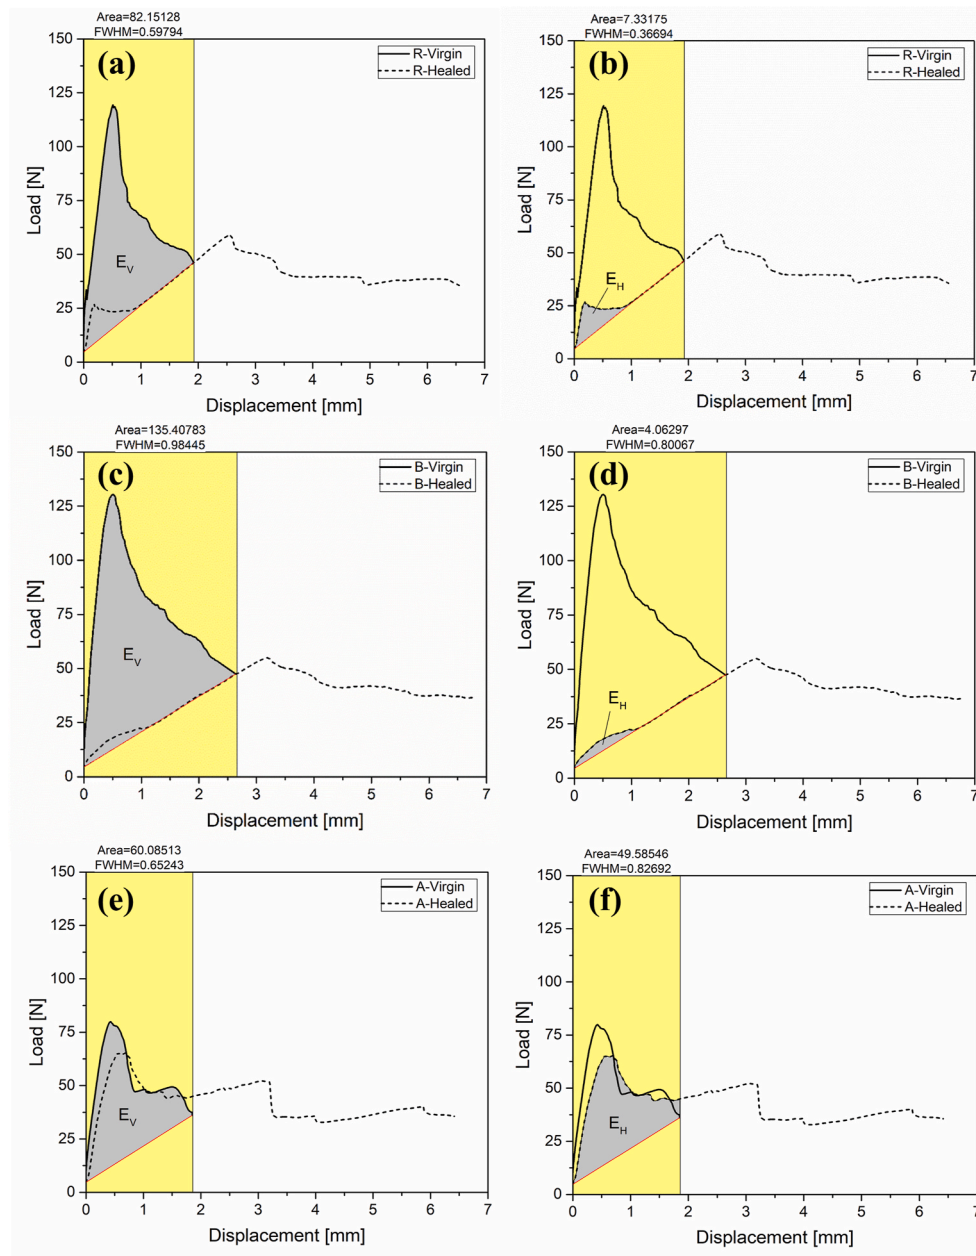 Area=82.15128
FWHM=0.59794
(a)
R-Virgin
R-Healed
150
125
100
75
50
25
0
Load [N]
E_V
0 1 2 3 4 5 6 7
Displacement [mm]
Area=7.33175
FWHM=0.36694
(b)
R-Virgin
R-Healed
150
125
100
75
50
25
0
Load [N]
E_H
0 1 2 3 4 5 6 7
Displacement [mm]
Area=135.40783
FWHM=0.98445
(c)
B-Virgin
B-Healed
150
125
100
75
50
25
0
Load [N]
E_V
0 1 2 3 4 5 6 7
Displacement [mm]
Area=4.06297
FWHM=0.80067
(d)
B-Virgin
B-Healed
150
125
100
75
50
25
0
Load [N]
E_H
0 1 2 3 4 5 6 7
Displacement [mm]
Area=60.08513
FWHM=0.65243
(e)
A-Virgin
A-Healed
150
125
100
75
50
25
0
Load [N]
E_V
0 1 2 3 4 5 6 7
Displacement [mm]
Area=49.58546
FWHM=0.82692
(f)
A-Virgin
A-Healed
150
125
100
75
50
25
0
Load [N]
E_H
0 1 2 3 4 5 6 7
Displacement [mm]